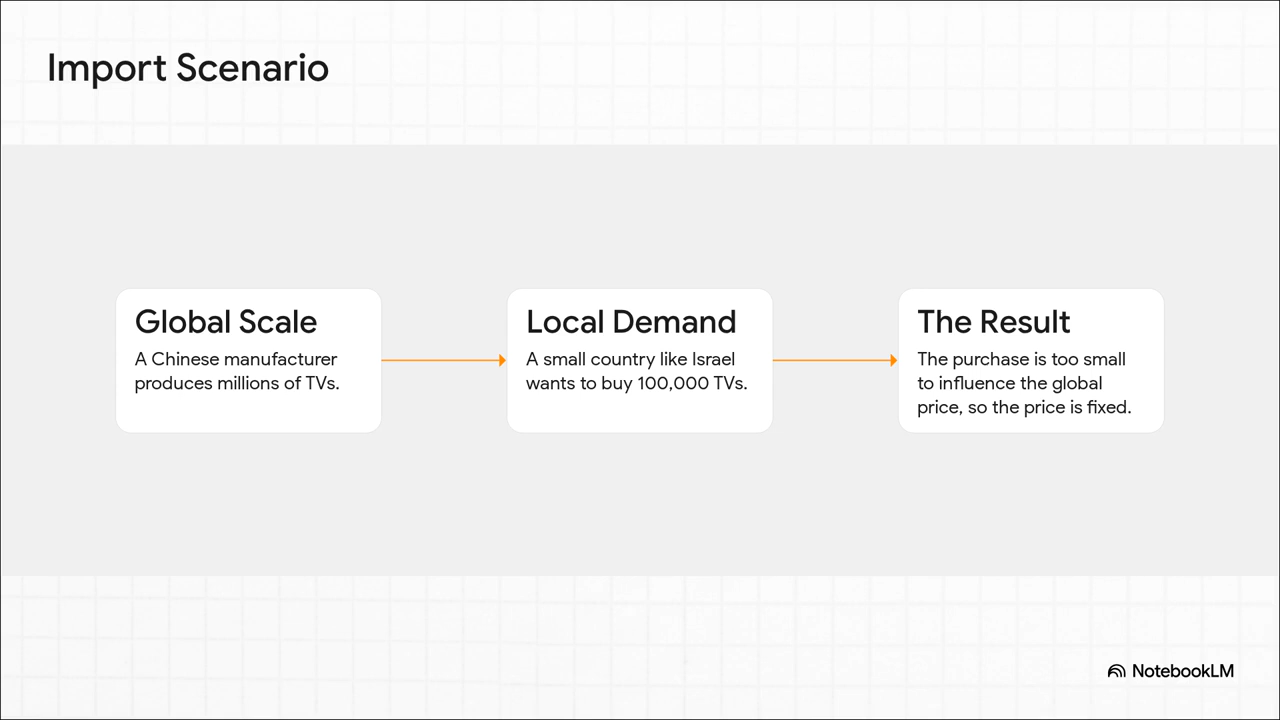 Import Scenario
Global Scale
A Chinese manufacturer
produces millions of TVs.
Local Demand
A small country like Israel
wants to buy 100,000 TVs.
The Result
The purchase is too small
to influence the global
price, so the price is fixed.
NotebookLM